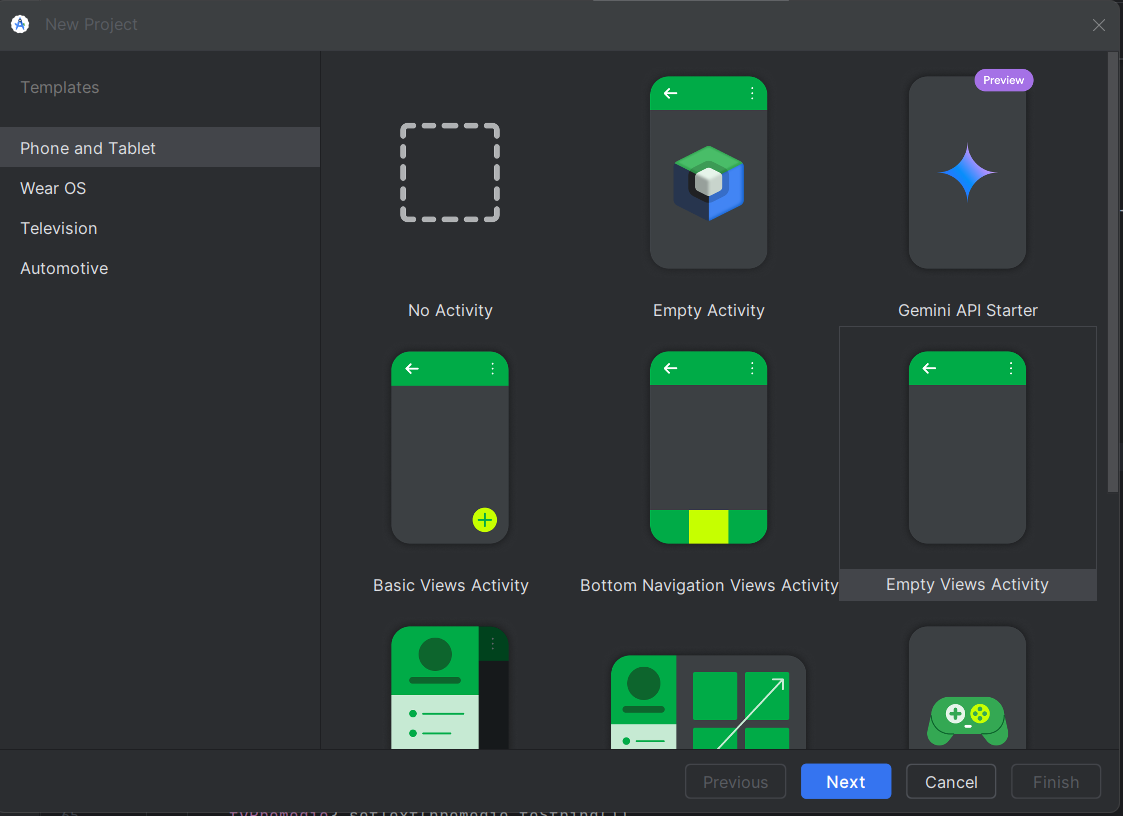 New Project
Templates
Phone and Tablet
Wear OS
Television
Automotive
Preview
No Activity
Empty Activity
Gemini API Starter
Basic Views Activity
Bottom Navigation Views Activity
Empty Views Activity
Previous
Next
Cancel
Finish